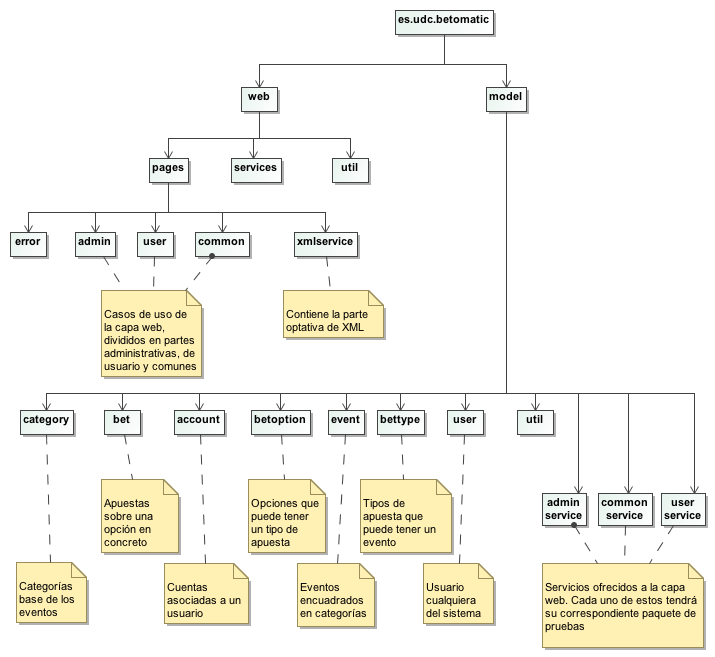 es.udc.betomatic
web
model
pages
services
util
error
admin
user
common
xmlservice
Casos de uso de
la capa web,
divididos en partes
administrativas, de
usuario y comunes
Contiene la parte
optativa de XML
category
bet
account
betoption
event
bettype
user
util
admin
service
common
service
user
service
Apuestas
sobre una
opción en
concreto
Opciones que
puede tener
un tipo de
apuesta
Tipos de
apuesta que
puede tener un
evento
Categorías
base de los
eventos
Cuentas
asociadas a un
usuario
Eventos
encuadrados
en categorías
Usuario
cualquiera
del sistema
Servicios ofrecidos a la capa
web. Cada uno de estos tendrá
su correspondiente paquete de
pruebas